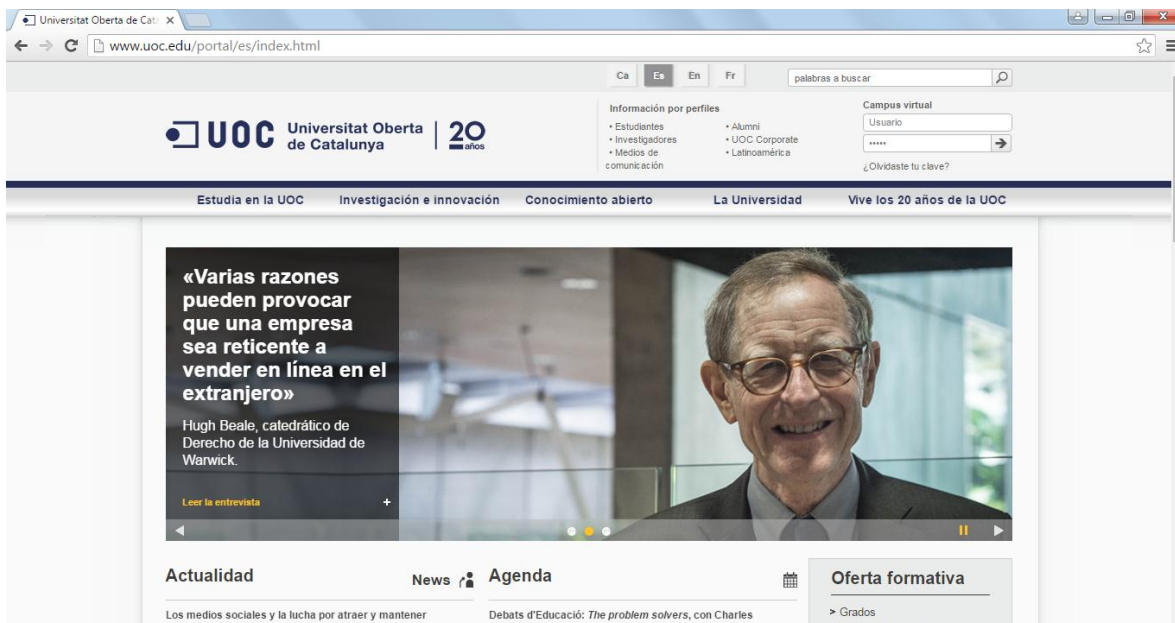 Universitat Oberta de Cat
www.uoc.edu/portal/es/index.html
Ca Es En Fr
palabras a buscar
UOC Universitat Oberta
de Catalunya
20
años
Información por perfiles
• Estudiantes
• Investigadores
• Medios de
comunicación
• Alumni
• UOC Corporate
• Latinoamérica
Campus virtual
Usuario
•••••
¿Olvidaste tu clave?
Estudia en la UOC Investigación e innovación Conocimiento abierto La Universidad Vive los 20 años de la UOC
«Varias razones
pueden provocar
que una empresa
sea reticente a
vender en línea en el
extranjero»
Hugh Beale, catedrático de
Derecho de la Universidad de
Warwick.
Leer la entrevista +
Actualidad
News
Los medios sociales y la lucha por atraer y mantener
Agenda
Debats d'Educació: The problem solvers, con Charles
Oferta formativa
> Grados